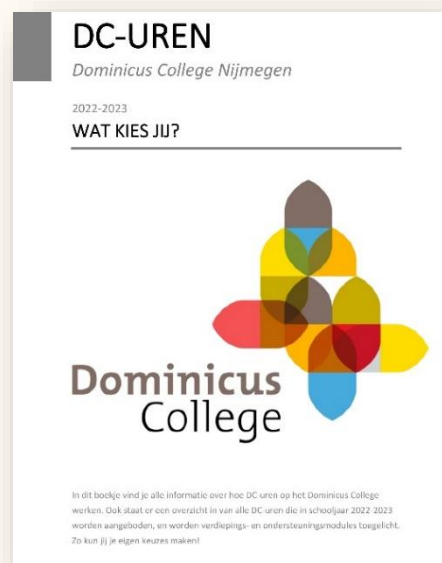 DC-UREN
Dominicus College Nijmegen
2022-2023
WAT KIES JIJ?
Dominicus
College
In dit boekje vind je alle informatie over hoe DC-uren op het Dominicus College
werken. Ook staat er een overzicht in van alle DC-uren die in schooljaar 2022-2023
worden aangeboden, en worden verdiepings- en ondersteuningsmodules toegelicht.
Zo kun jij je eigen keuzes maken!